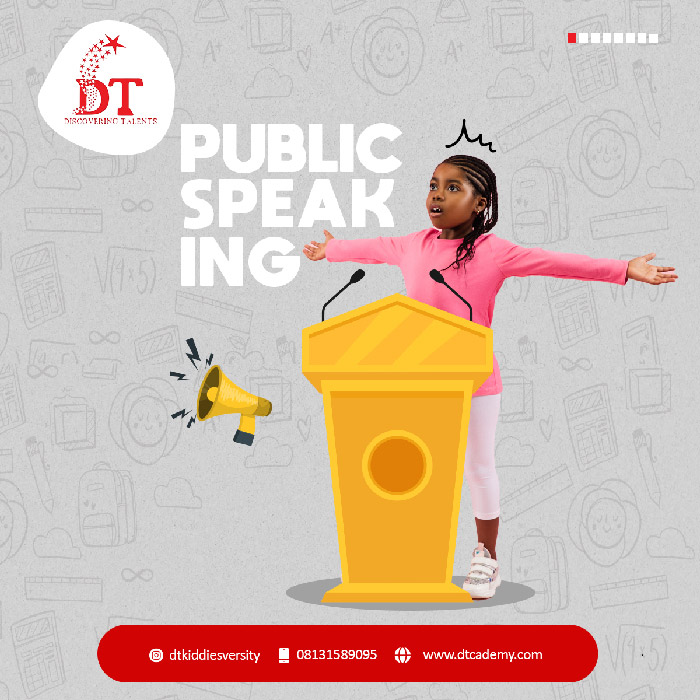 DT
DISCOVERING TALENTS
PUBLIC
SPEAK
ING
dtkiddiesversity 08131589095 www.dtcademy.com